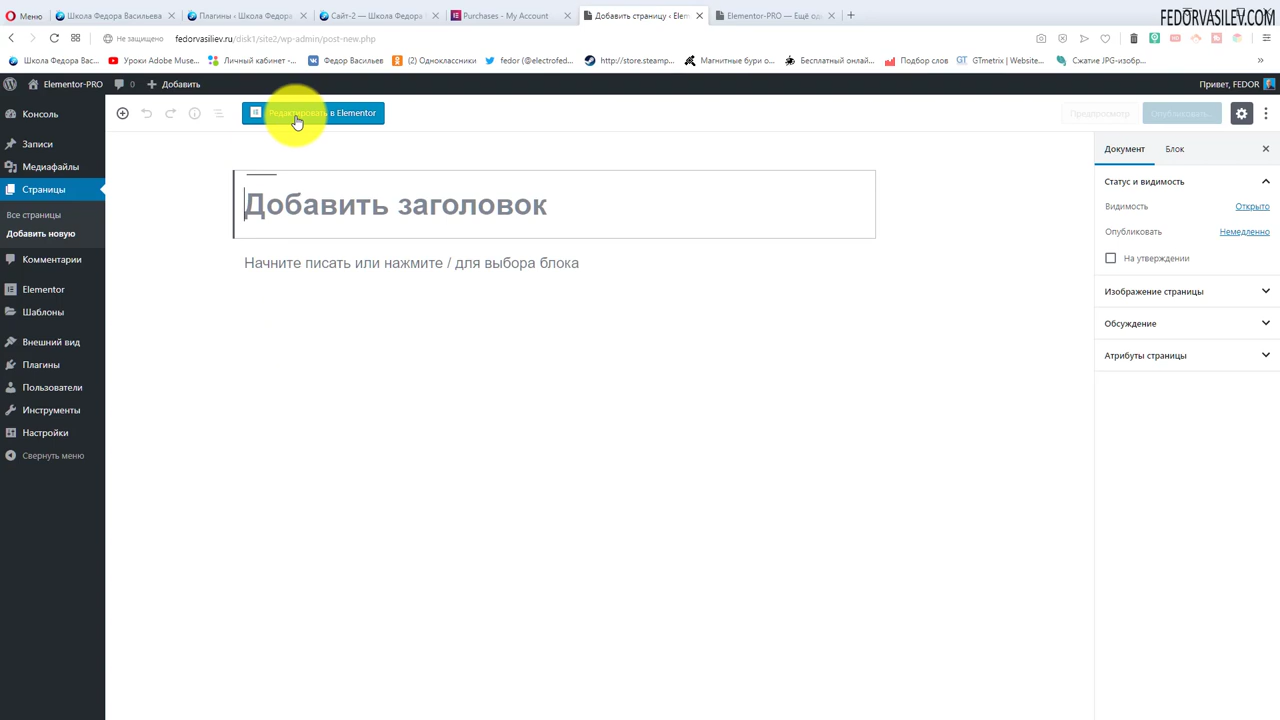 Меню
Школа Федора Васильева
Плагины ‹ Школа Федора
Сайт-2 — Школа Федора
Purchases - My Account
Добавить страницу ‹ Elem
Elementor-PRO — Ещё од
FEDORVASILEV.COM
Не защищено
fedorvasiliev.ru/disk1/site2/wp-admin/post-new.php
Школа Федора Вас...
Уроки Adobe Muse...
Личный кабинет -...
Федор Васильев
(2) Одноклассники
fedor (@electrofed...
http://store.steamp...
Магнитные бури о...
Бесплатный онлай...
Подбор слов
GTmetrix | Website...
Сжатие JPG-изобр...
Elementor-PRO
0
Добавить
Привет, FEDOR
Консоль
Записи
Медиафайлы
Страницы
Все страницы
Добавить новую
Комментарии
Elementor
Шаблоны
Внешний вид
Плагины
Пользователи
Инструменты
Настройки
Свернуть меню
Редактировать в Elementor
Предпросмотр
Опубликовать...
Добавить заголовок
Начните писать или нажмите / для выбора блока
Документ
Блок
Статус и видимость
Видимость
Открыто
Опубликовать
Немедленно
На утверждении
Изображение страницы
Обсуждение
Атрибуты страницы